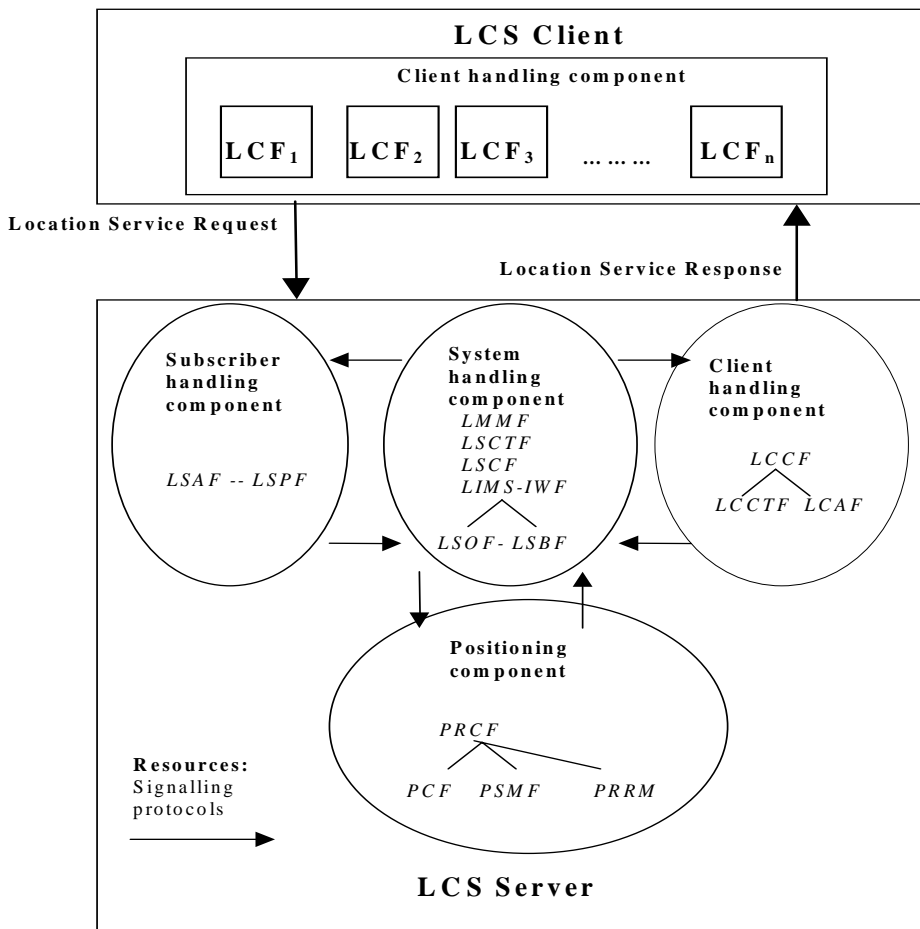 LCS Client
Client handling component
LCF1 LCF2 LCF3 ... ... ... LCFn
Location Service Request
Location Service Response
Subscriber
handling
component
LSAF -- LSPF
System
handling
component
LMMF
LSCTF
LSCF
LIMS-IWF
LSOF- LSBF
Client
handling
component
LCCF
LCCTF LCAF
Positioning
component
PRCF
PCF PSMF PRRM
Resources:
Signalling
protocols
LCS Server